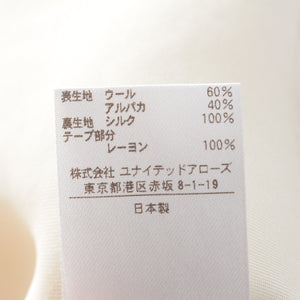 表生地 ウール 60%
アルパカ 40%
裏生地 シルク 100%
テープ部分
レーヨン 100%
株式会社 ユナイテッドアローズ
東京都港区赤坂 8-1-19
日本製